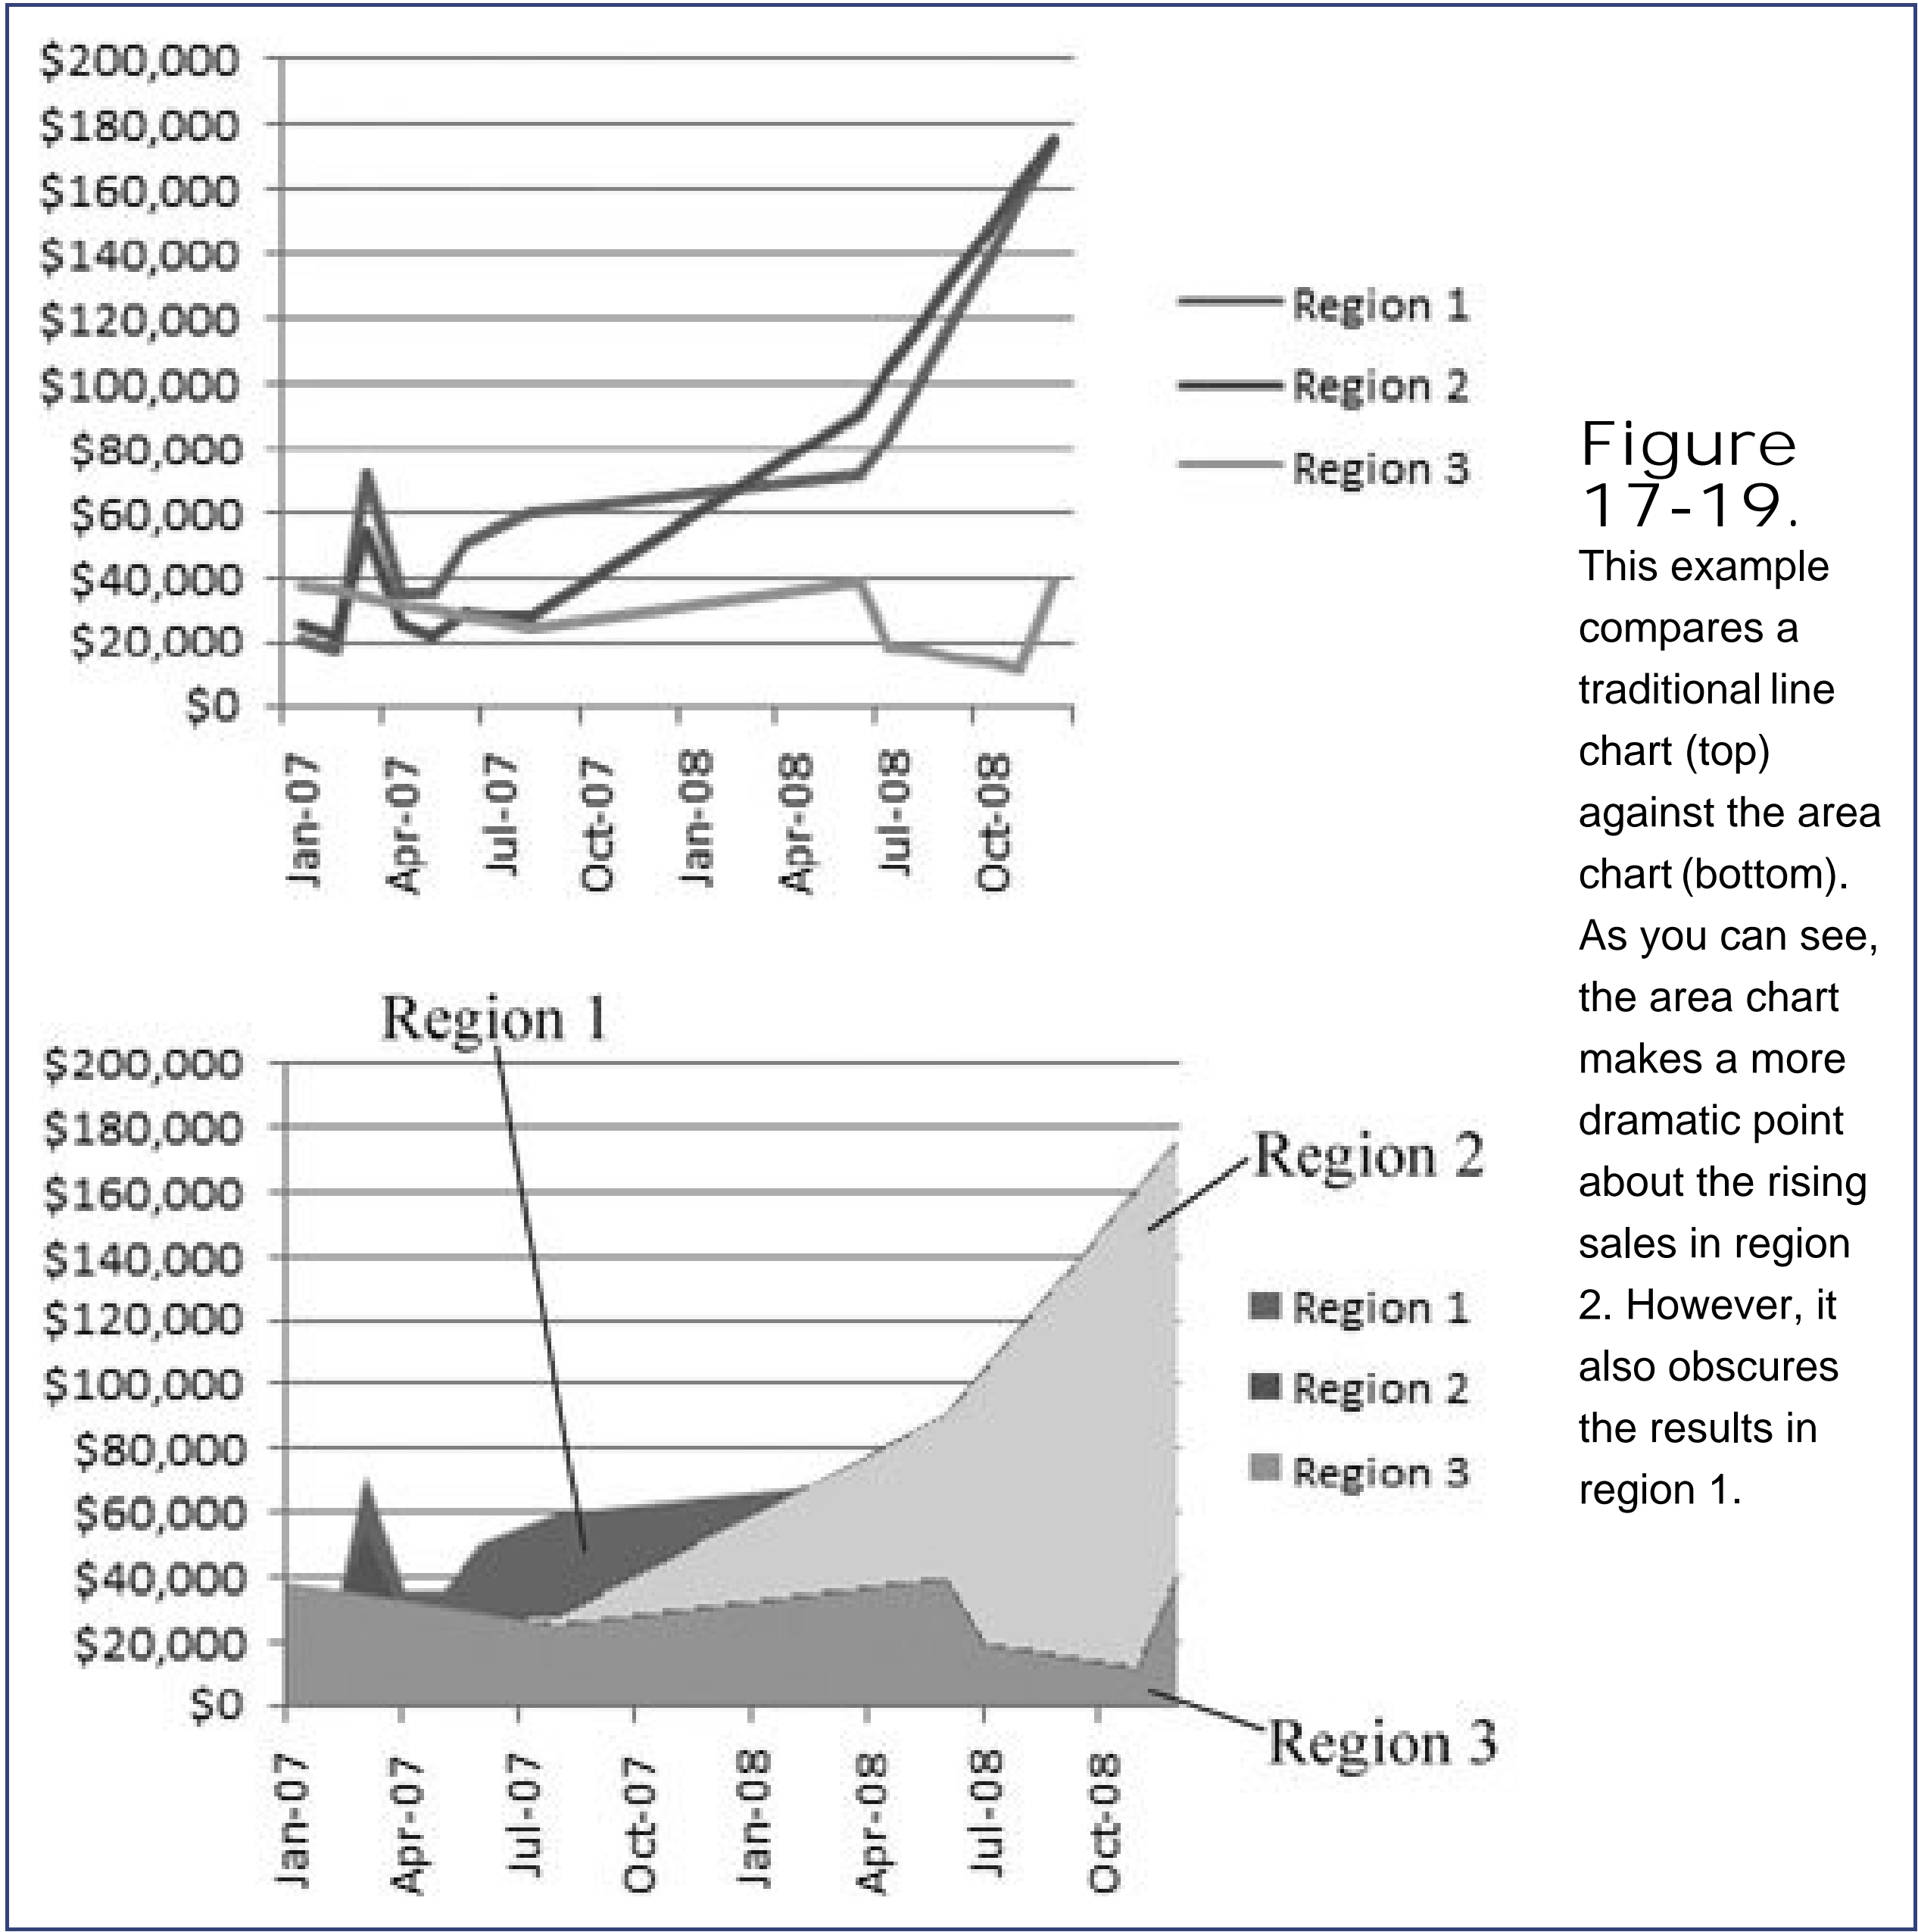 $200,000
$180,000
$160,000
$140,000
$120,000
$100,000
$80,000
$60,000
$40,000
$20,000
$0
Jan-07
Apr-07
Jul-07
Oct-07
Jan-08
Apr-08
Jul-08
Oct-08
Region 1
Region 2
Region 3
Region 1
$200,000
$180,000
$160,000
$140,000
$120,000
$100,000
$80,000
$60,000
$40,000
$20,000
$0
Jan-07
Apr-07
Jul-07
Oct-07
Jan-08
Apr-08
Jul-08
Oct-08
Region 2
Region 1
Region 2
Region 3
Region 3
Figure
17-19.
This example
compares a
traditional line
chart (top)
against the area
chart (bottom).
As you can see,
the area chart
makes a more
dramatic point
about the rising
sales in region
2. However, it
also obscures
the results in
region 1.